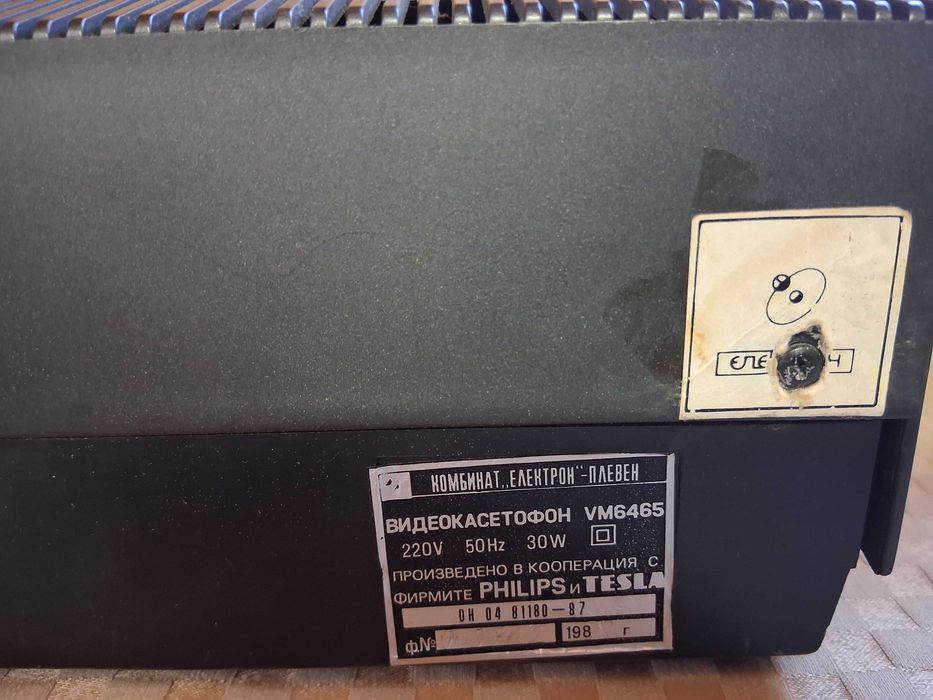 КОМБИНАТ „ЕЛЕКТРОН“-ПЛЕВЕН
ВИДЕОКАСЕТОФОН VM6465
220V 50Hz 30W
ПРОИЗВЕДЕНО В КООПЕРАЦИЯ С
ФИРМИТЕ PHILIPS и TESLA
ОН 04 81180-87
ф.№
198 г